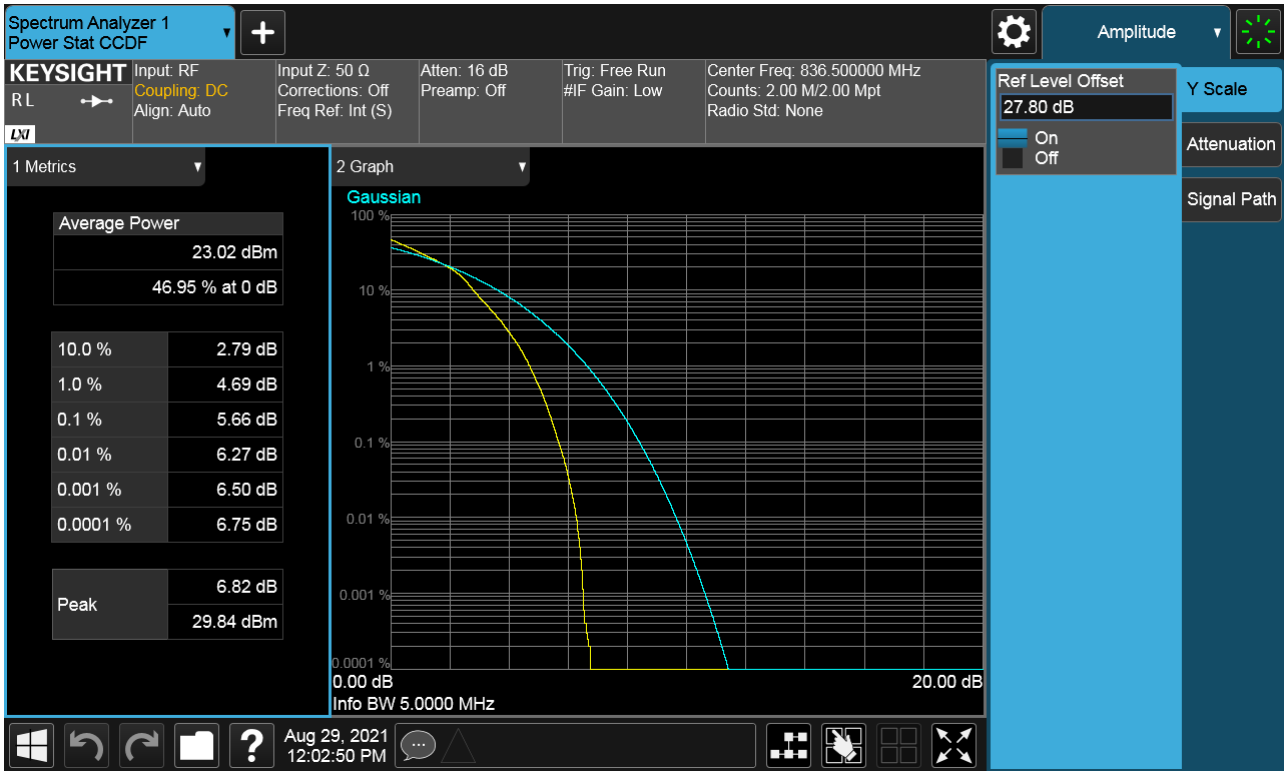 Spectrum Analyzer 1
Power Stat CCDF
Amplitude
KEYSIGHT
RL
LXI
Input: RF
Coupling: DC
Align: Auto
Input Z: 50 Ω
Corrections: Off
Freq Ref: Int (S)
Atten: 16 dB
Preamp: Off
Trig: Free Run
#IF Gain: Low
Center Freq: 836.500000 MHz
Counts: 2.00 M/2.00 Mpt
Radio Std: None
Ref Level Offset
27.80 dB
On
Off
Y Scale
Attenuation
Signal Path
1 Metrics
Average Power
23.02 dBm
46.95 % at 0 dB
10.0 % 2.79 dB
1.0 % 4.69 dB
0.1 % 5.66 dB
0.01 % 6.27 dB
0.001 % 6.50 dB
0.0001 % 6.75 dB
Peak
6.82 dB
29.84 dBm
2 Graph
Gaussian
100 %
10 %
1 %
0.1 %
0.01 %
0.001 %
0.0001 %
0.00 dB 20.00 dB
Info BW 5.0000 MHz
?
Aug 29, 2021
12:02:50 PM